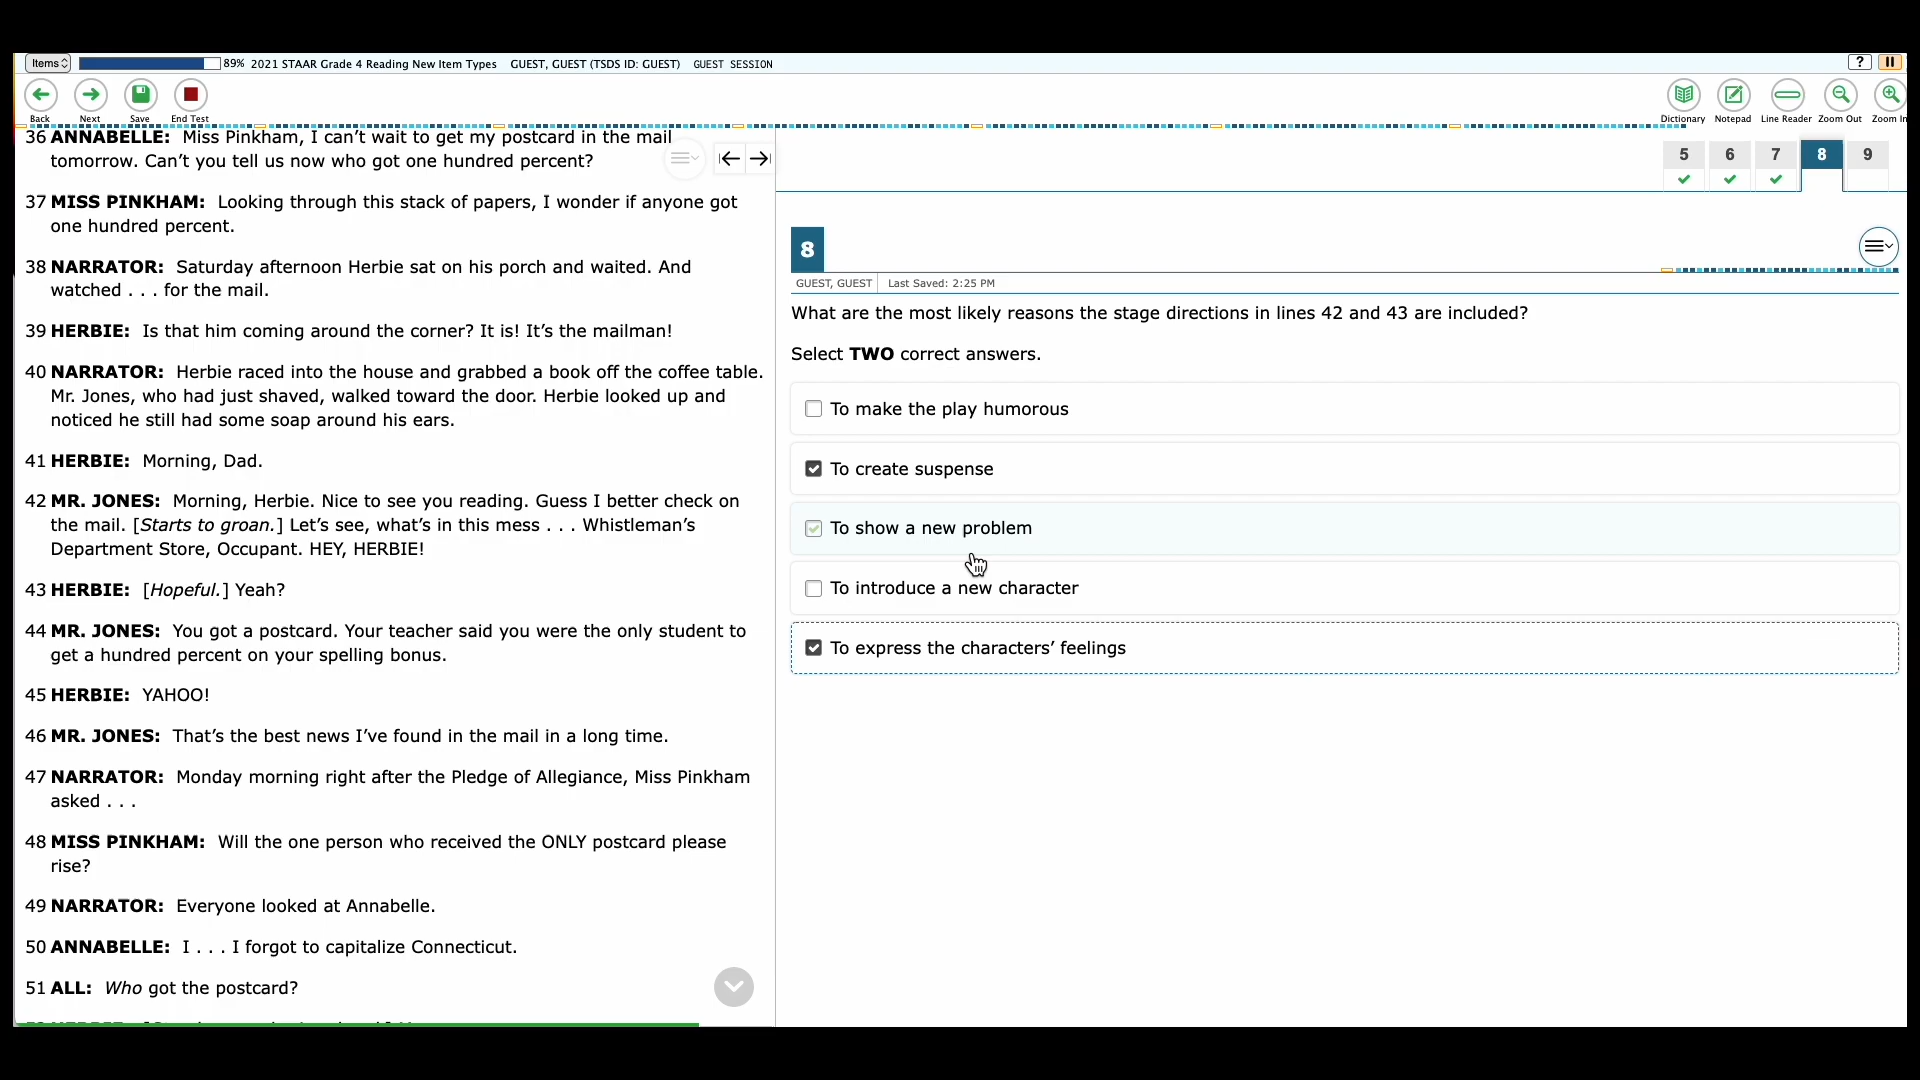 Items 89% 2021 STAAR Grade 4 Reading New Item Types GUEST, GUEST (TSDS ID: GUEST) GUEST SESSION ?
Back Next Save End Test Dictionary Notepad Line Reader Zoom Out Zoom In
36 ANNABELLE: Miss Pinkham, I can’t wait to get my postcard in the mail
tomorrow. Can’t you tell us now who got one hundred percent?
37 MISS PINKHAM: Looking through this stack of papers, I wonder if anyone got
one hundred percent.
38 NARRATOR: Saturday afternoon Herbie sat on his porch and waited. And
watched . . . for the mail.
39 HERBIE: Is that him coming around the corner? It is! It’s the mailman!
40 NARRATOR: Herbie raced into the house and grabbed a book off the coffee table.
Mr. Jones, who had just shaved, walked toward the door. Herbie looked up and
noticed he still had some soap around his ears.
41 HERBIE: Morning, Dad.
42 MR. JONES: Morning, Herbie. Nice to see you reading. Guess I better check on
the mail. [Starts to groan.] Let’s see, what’s in this mess . . . Whistleman’s
Department Store, Occupant. HEY, HERBIE!
43 HERBIE: [Hopeful.] Yeah?
44 MR. JONES: You got a postcard. Your teacher said you were the only student to
get a hundred percent on your spelling bonus.
45 HERBIE: YAHOO!
46 MR. JONES: That’s the best news I’ve found in the mail in a long time.
47 NARRATOR: Monday morning right after the Pledge of Allegiance, Miss Pinkham
asked . . .
48 MISS PINKHAM: Will the one person who received the ONLY postcard please
rise?
49 NARRATOR: Everyone looked at Annabelle.
50 ANNABELLE: I . . . I forgot to capitalize Connecticut.
51 ALL: Who got the postcard?
5 6 7 8 9
8
GUEST, GUEST Last Saved: 2:25 PM
What are the most likely reasons the stage directions in lines 42 and 43 are included?
Select TWO correct answers.
To make the play humorous
To create suspense
To show a new problem
To introduce a new character
To express the characters’ feelings